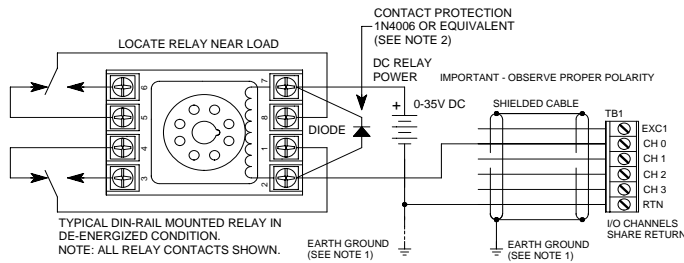 CONTACT PROTECTION
1N4006 OR EQUIVALENT
(SEE NOTE 2)
LOCATE RELAY NEAR LOAD
DC RELAY
POWER
IMPORTANT - OBSERVE PROPER POLARITY
+
0-35V DC
SHIELDED CABLE
TB1
DIODE
6
5
4
3
7
8
1
2
EXC1
CH 0
CH 1
CH 2
CH 3
RTN
I/O CHANNELS
SHARE RETURN
TYPICAL DIN-RAIL MOUNTED RELAY IN
DE-ENERGIZED CONDITION.
NOTE: ALL RELAY CONTACTS SHOWN.
EARTH GROUND
(SEE NOTE 1)
EARTH GROUND
(SEE NOTE 1)